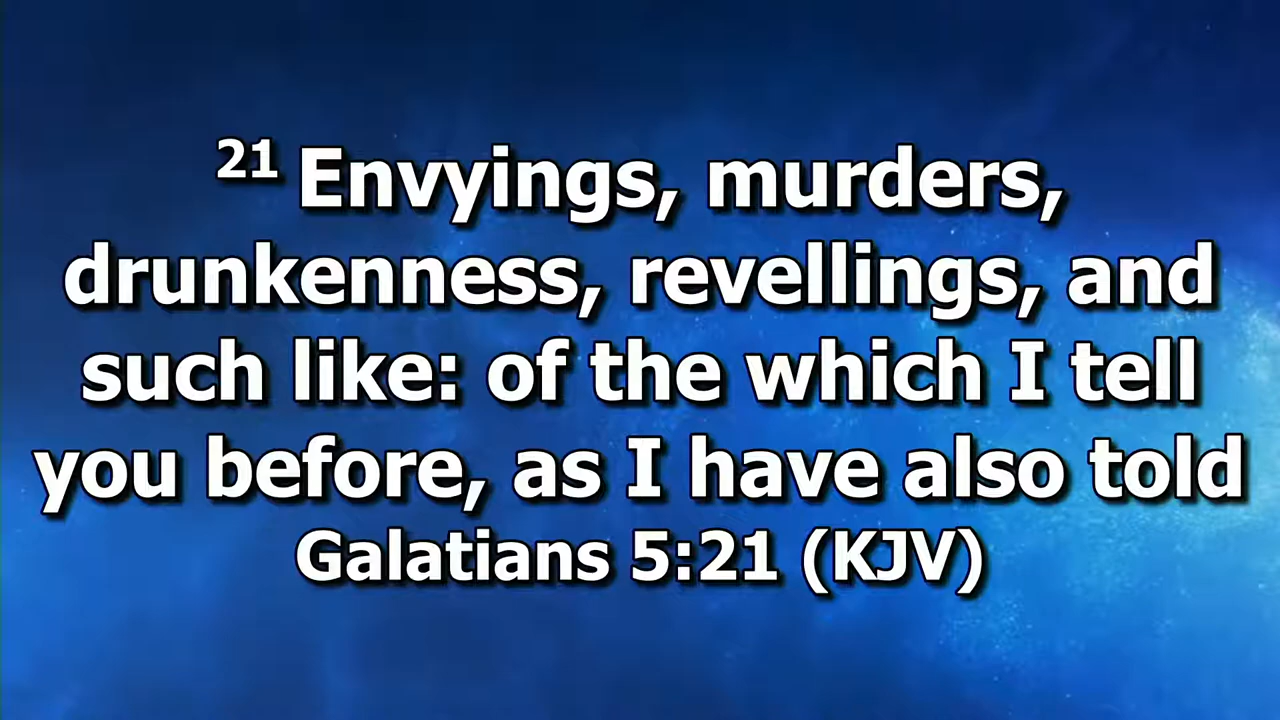 21 Envyings, murders,
drunkenness, revellings, and
such like: of the which I tell
you before, as I have also told
Galatians 5:21 (KJV)